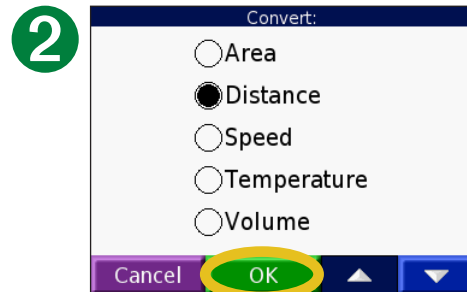 2
Convert:
Area
Distance
Speed
Temperature
Volume
Cancel OK